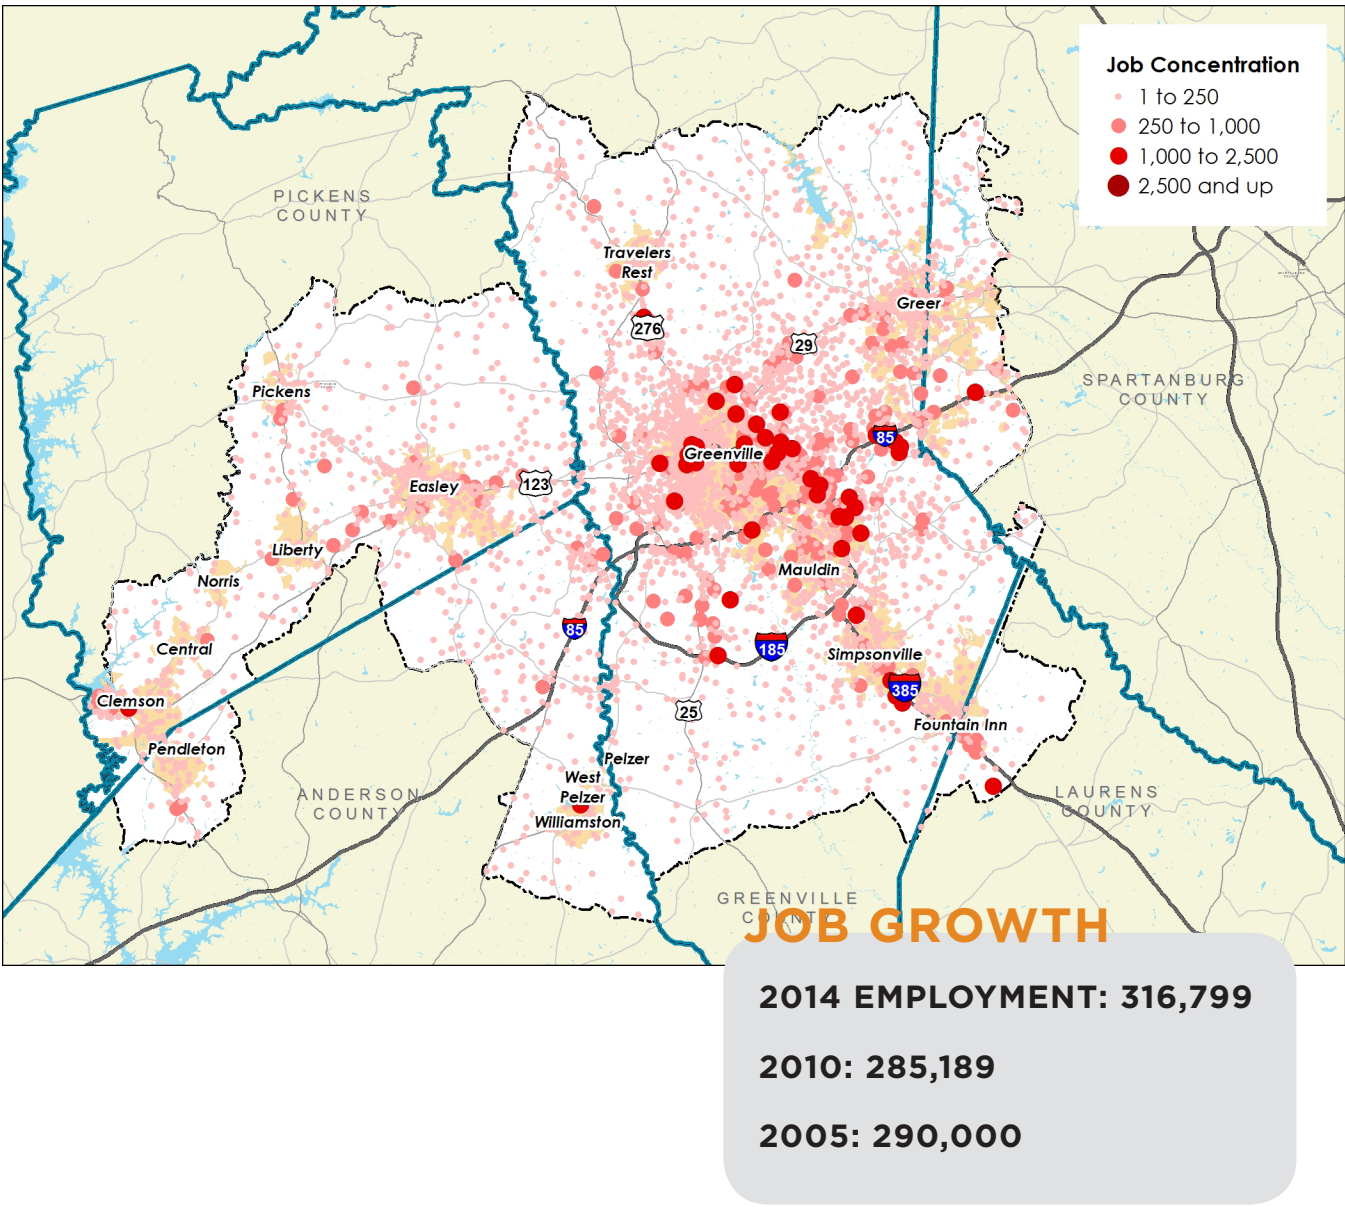 Job Concentration
1 to 250
250 to 1,000
1,000 to 2,500
2,500 and up
PICKENS
COUNTY
Travelers
Rest
276
29
Greer
Pickens
SPARTANBURG
COUNTY
85
Greenville
Easley
123
Liberty
Norris
Mauldin
85
185
Central
Simpsonville
385
Clemson
25
Fountain Inn
Pendleton
Pelzer
West
Pelzer
Williamston
ANDERSON
COUNTY
LAURENS
COUNTY
GREENVILLE
COUNTY
JOB GROWTH
2014 EMPLOYMENT: 316,799
2010: 285,189
2005: 290,000